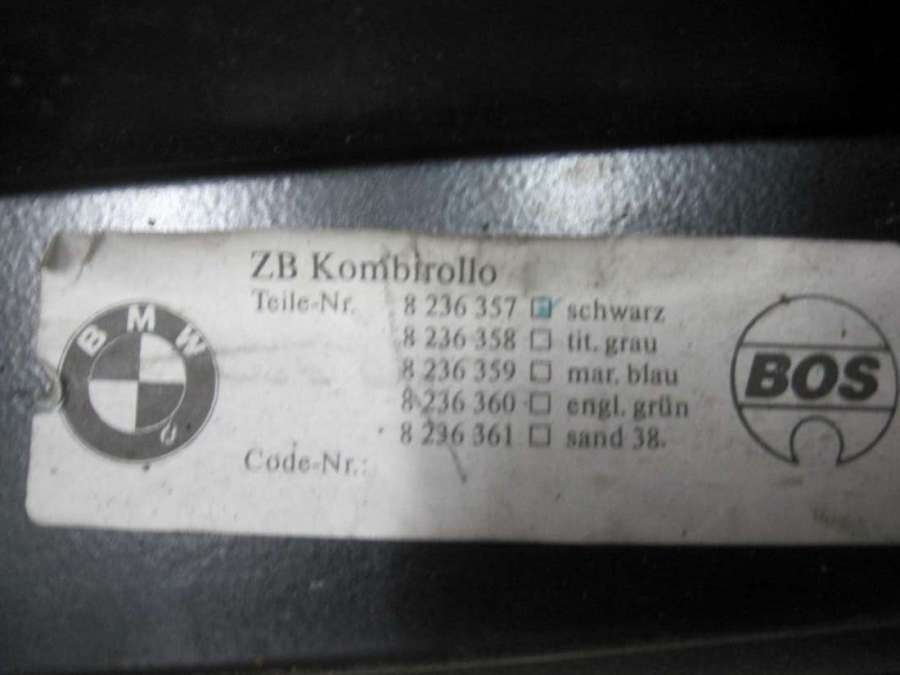 ZB Kombirollo
Teile-Nr. 8 236 357 schwarz
8 236 358 tit. grau
8 236 359 mar. blau
8 236 360 engl. grün
8 236 361 sand 38.
Code-Nr.:
BMW
BOS